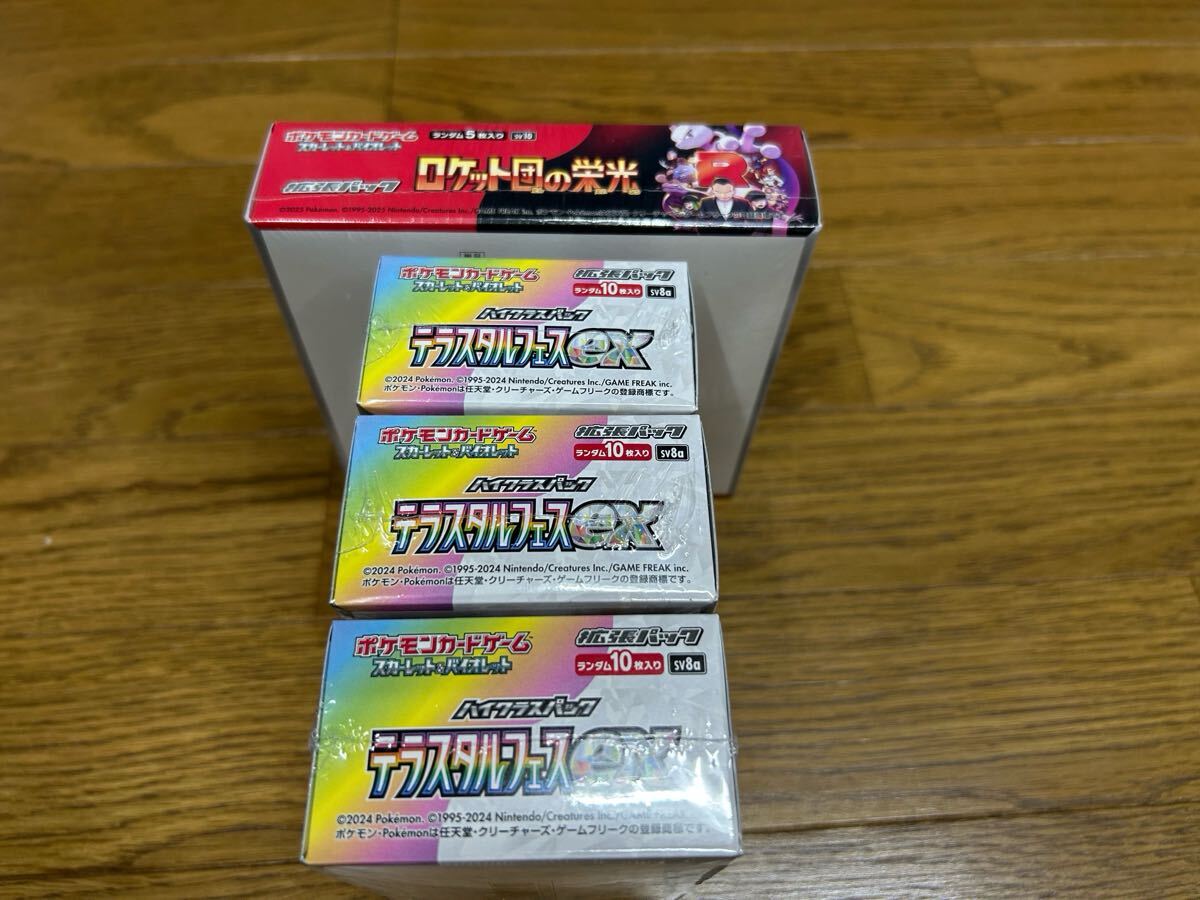 ポケモンカードゲーム ランダム5枚入り sv10
スカーレット&バイオレット
拡張パック ロケット団の栄光
©2025 Pokémon. ©1995-2025 Nintendo/Creatures Inc./GAME FREAK inc.
ポケモンカードゲーム 拡張パック
スカーレット&バイオレット ランダム10枚入り sv8a
ハイクラスパック
テラスタルフェスex
©2024 Pokémon. ©1995-2024 Nintendo/Creatures Inc./GAME FREAK inc.
ポケモン・Pokémonは任天堂・クリーチャーズ・ゲームフリークの登録商標です。
ポケモンカードゲーム 拡張パック
スカーレット&バイオレット ランダム10枚入り sv8a
ハイクラスパック
テラスタルフェスex
©2024 Pokémon. ©1995-2024 Nintendo/Creatures Inc./GAME FREAK inc.
ポケモン・Pokémonは任天堂・クリーチャーズ・ゲームフリークの登録商標です。
ポケモンカードゲーム 拡張パック
スカーレット&バイオレット ランダム10枚入り sv8a
ハイクラスパック
テラスタルフェスex
©2024 Pokémon. ©1995-2024 Nintendo/Creatures Inc./GAME FREAK
ポケモン・Pokémonは任天堂・クリーチャーズ・ゲームフリークの登録商標です。